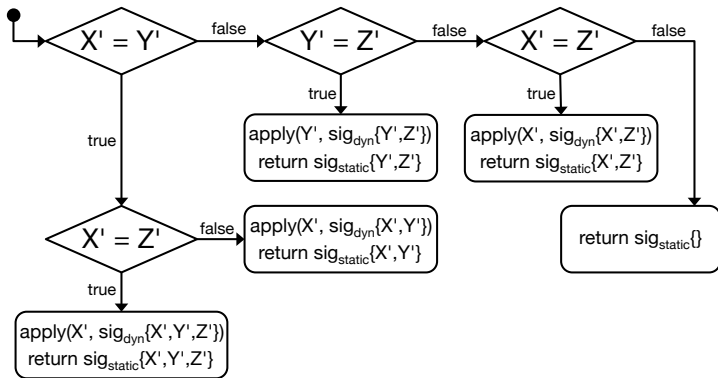 X' = Y'
false
Y' = Z'
false
X' = Z'
false
true
true
true
apply(Y', sig_dyn{Y',Z'})
return sig_static{Y',Z'}
apply(X', sig_dyn{X',Z'})
return sig_static{X',Z'}
X' = Z'
false
apply(X', sig_dyn{X',Y'})
return sig_static{X',Y'}
return sig_static{}
true
apply(X', sig_dyn{X',Y',Z'})
return sig_static{X',Y',Z'}